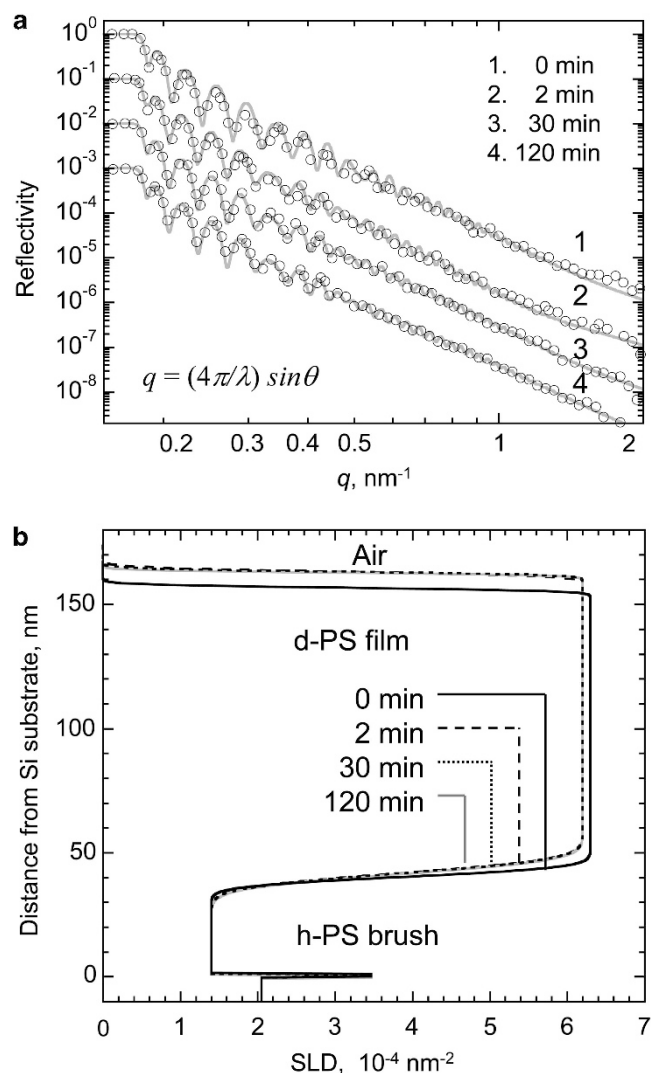 a
10⁰
10⁻¹
10⁻²
10⁻³
10⁻⁴
10⁻⁵
10⁻⁶
10⁻⁷
10⁻⁸
Reflectivity
1. 0 min
2. 2 min
3. 30 min
4. 120 min
1
2
3
4
q = (4π/λ) sinθ
0.2 0.3 0.4 0.5 1 2
q, nm⁻¹
b
Air
150
d-PS film
0 min
2 min
30 min
120 min
100
50
h-PS brush
0
Distance from Si substrate, nm
0 1 2 3 4 5 6 7
SLD, 10⁻⁴ nm⁻²